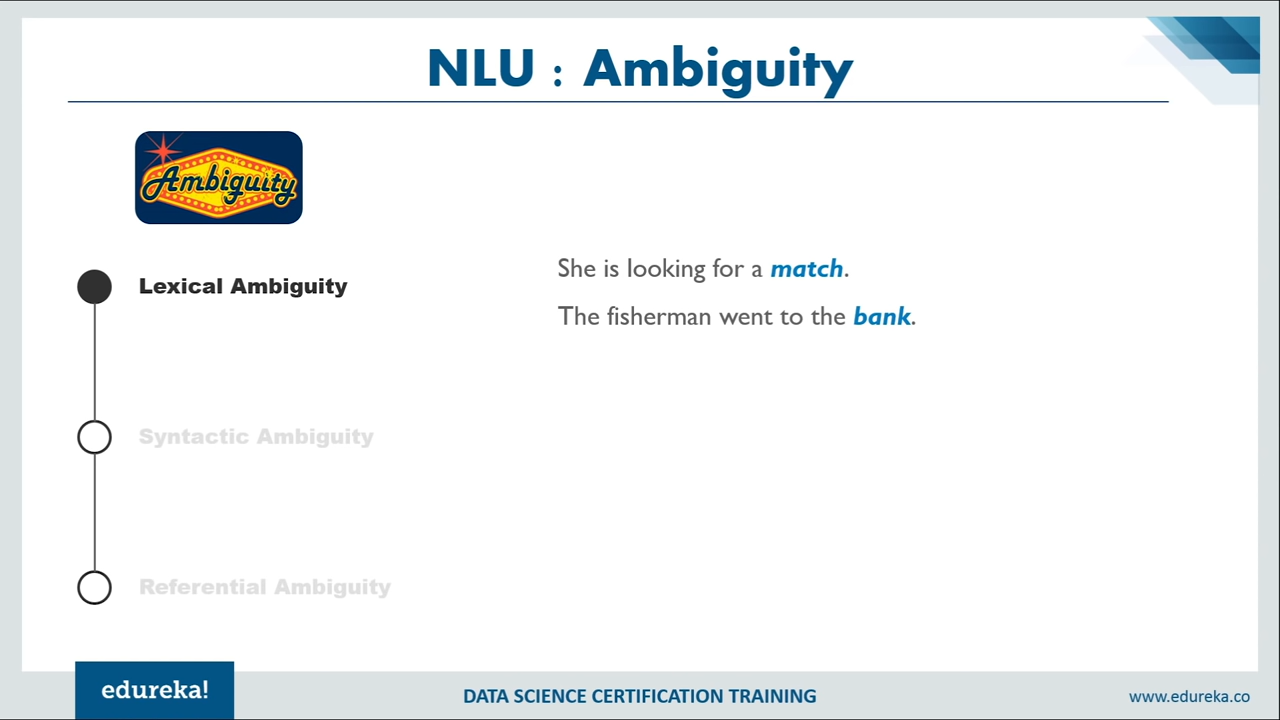 NLU : Ambiguity
Ambiguity
Lexical Ambiguity
She is looking for a match.
The fisherman went to the bank.
Syntactic Ambiguity
Referential Ambiguity
edureka!
DATA SCIENCE CERTIFICATION TRAINING
www.edureka.co